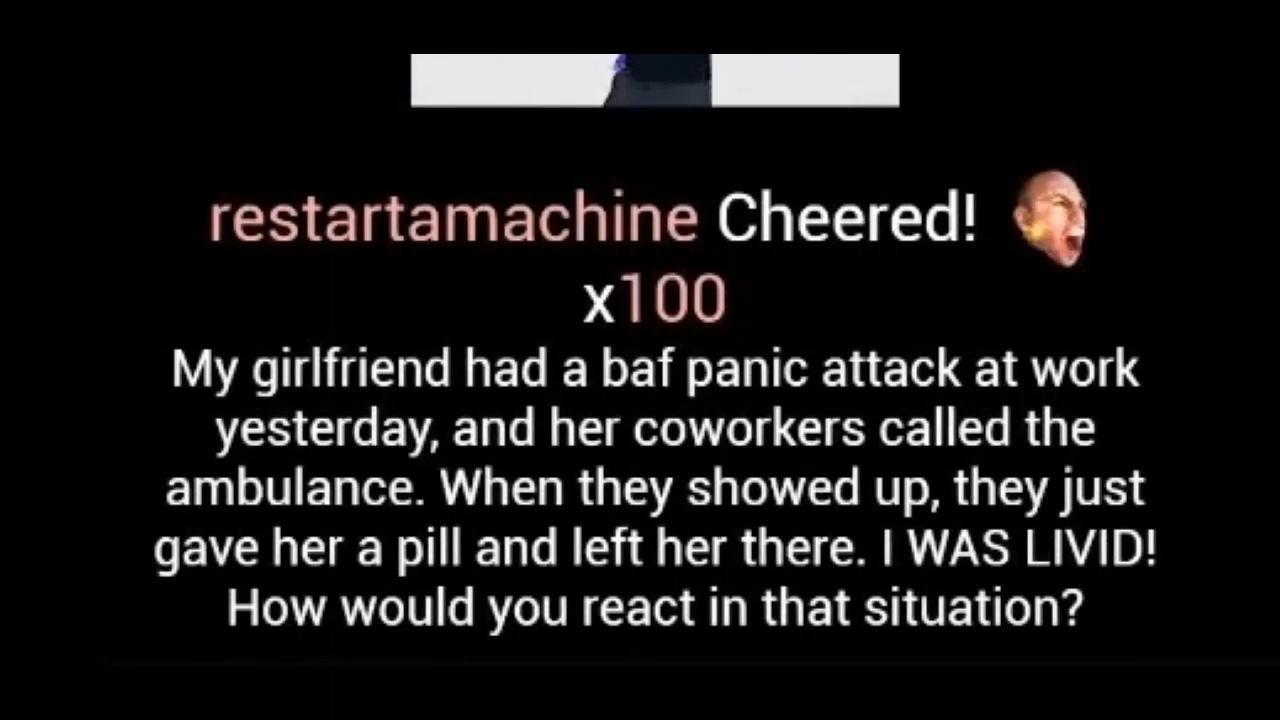 restartamachine Cheered!
x100
My girlfriend had a baf panic attack at work
yesterday, and her coworkers called the
ambulance. When they showed up, they just
gave her a pill and left her there. I WAS LIVID!
How would you react in that situation?